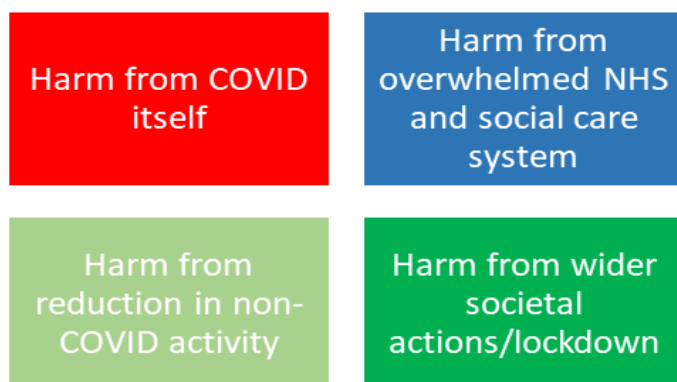 Harm from COVID
itself
Harm from
overwhelmed NHS
and social care
system
Harm from
reduction in non-
COVID activity
Harm from wider
societal
actions/lockdown